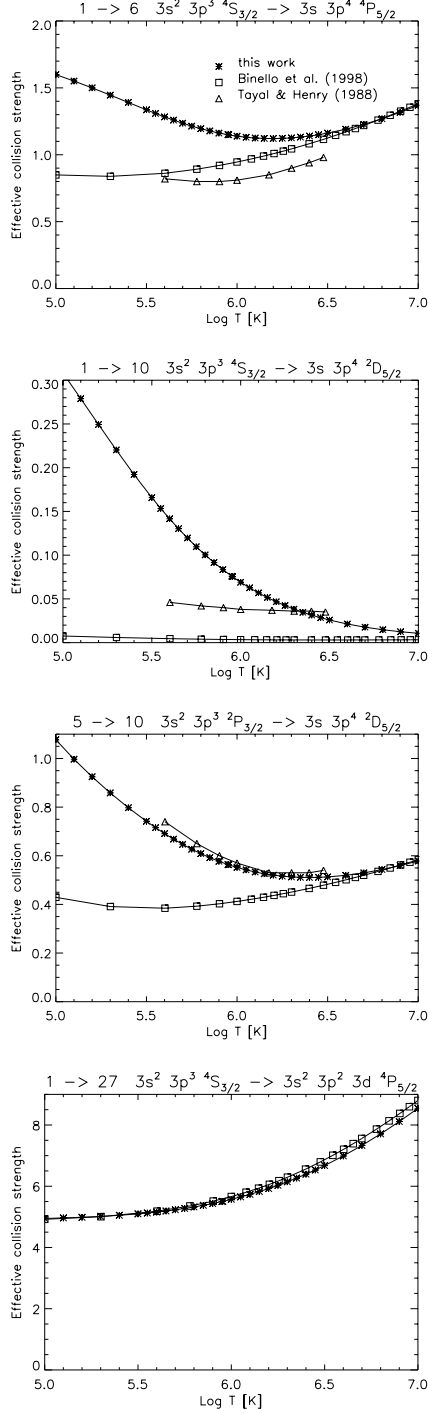 1 -> 6 3s² 3p³ ⁴S₃/₂ -> 3s 3p⁴ ⁴P₅/₂
2.0
1.5
1.0
0.5
0.0
Effective collision strength
this work
Binello et al. (1998)
Tayal & Henry (1988)
5.0 5.5 6.0 6.5 7.0
Log T [K]
1 -> 10 3s² 3p³ ⁴S₃/₂ -> 3s 3p⁴ ²D₅/₂
0.30
0.25
0.20
0.15
0.10
0.05
0.00
Effective collision strength
5.0 5.5 6.0 6.5 7.0
Log T [K]
5 -> 10 3s² 3p³ ²P₃/₂ -> 3s 3p⁴ ²D₅/₂
1.0
0.8
0.6
0.4
0.2
0.0
Effective collision strength
5.0 5.5 6.0 6.5 7.0
Log T [K]
1 -> 27 3s² 3p³ ⁴S₃/₂ -> 3s² 3p² 3d ⁴P₅/₂
8
6
4
2
0
Effective collision strength
5.0 5.5 6.0 6.5 7.0
Log T [K]